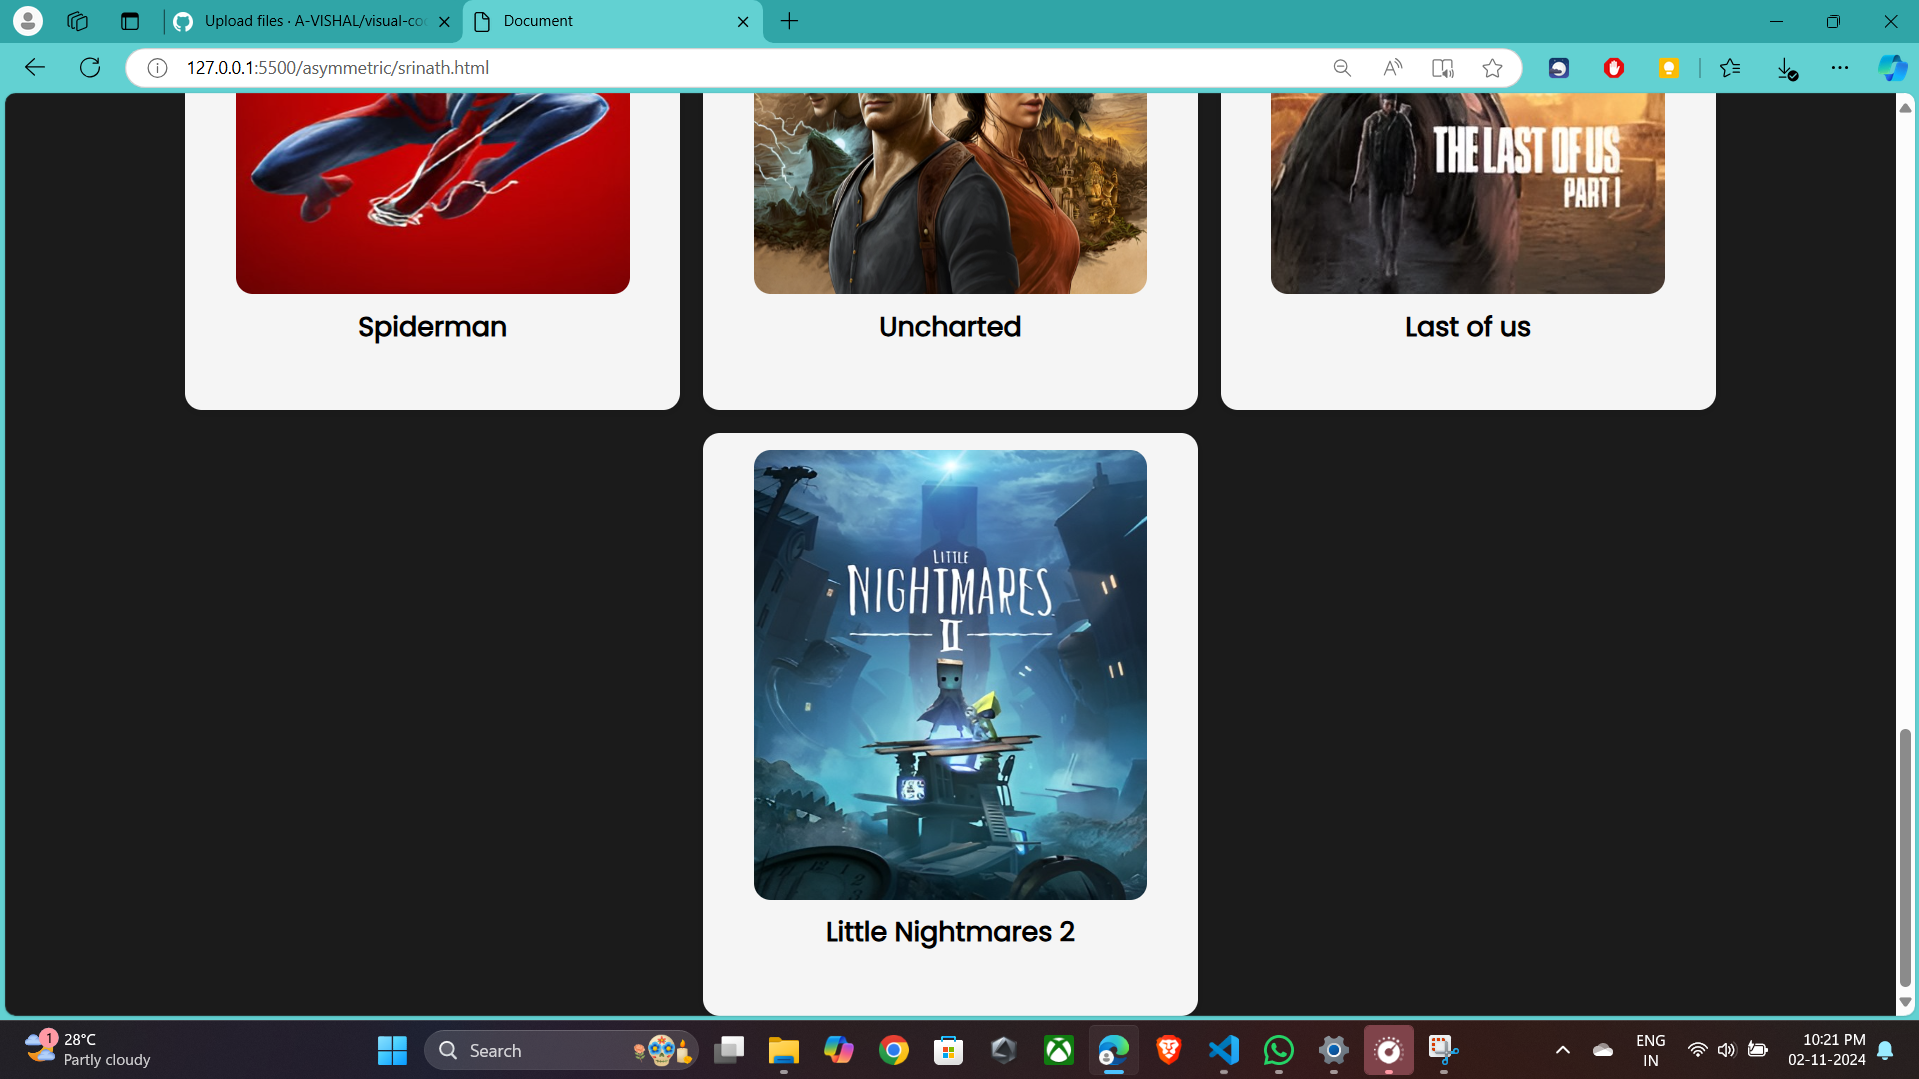 Upload files · A-VISHAL/visual-co
Document
127.0.0.1:5500/asymmetric/srinath.html
THE LAST OF US
PART I
Spiderman
Uncharted
Last of us
LITTLE
NIGHTMARES
II
Little Nightmares 2
1
28°C
Partly cloudy
Search
ENG
IN
10:21 PM
02-11-2024